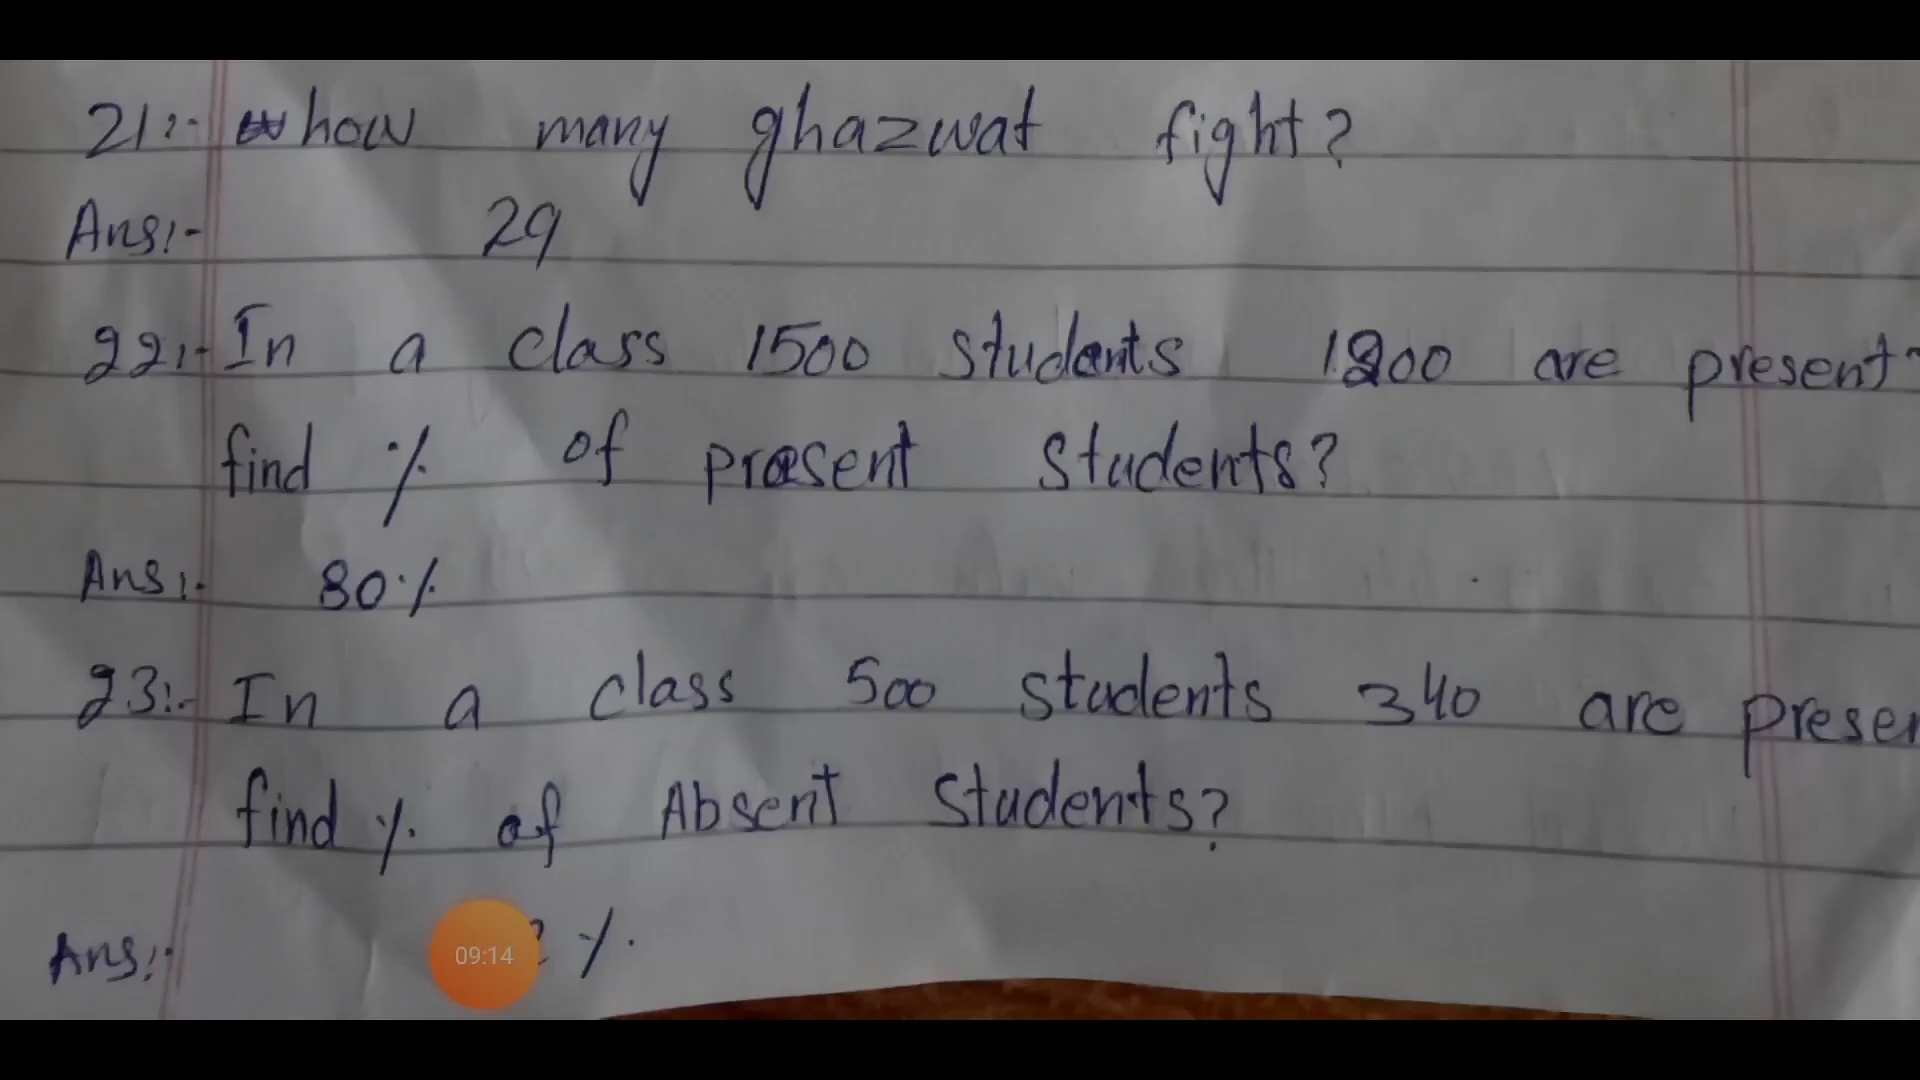 21:- how many ghazwat fight?
Ans:- 29
22:- In a class 1500 students 1200 are present
find % of present students?
Ans:- 80%
23:- In a class 500 students 340 are
find % of Absent students?
Ans:- %
09:14